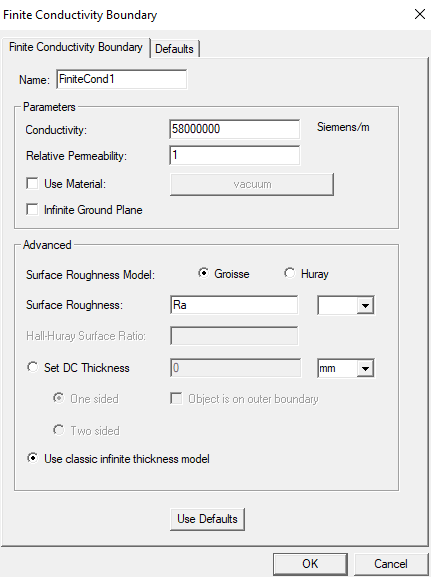 Finite Conductivity Boundary
Finite Conductivity Boundary Defaults
Name: FiniteCond1
Parameters
Conductivity: 58000000 Siemens/m
Relative Permeability: 1
Use Material: vacuum
Infinite Ground Plane
Advanced
Surface Roughness Model: Groisse Huray
Surface Roughness: Ra
Hall-Huray Surface Ratio:
Set DC Thickness 0 mm
One sided Object is on outer boundary
Two sided
Use classic infinite thickness model
Use Defaults
OK Cancel